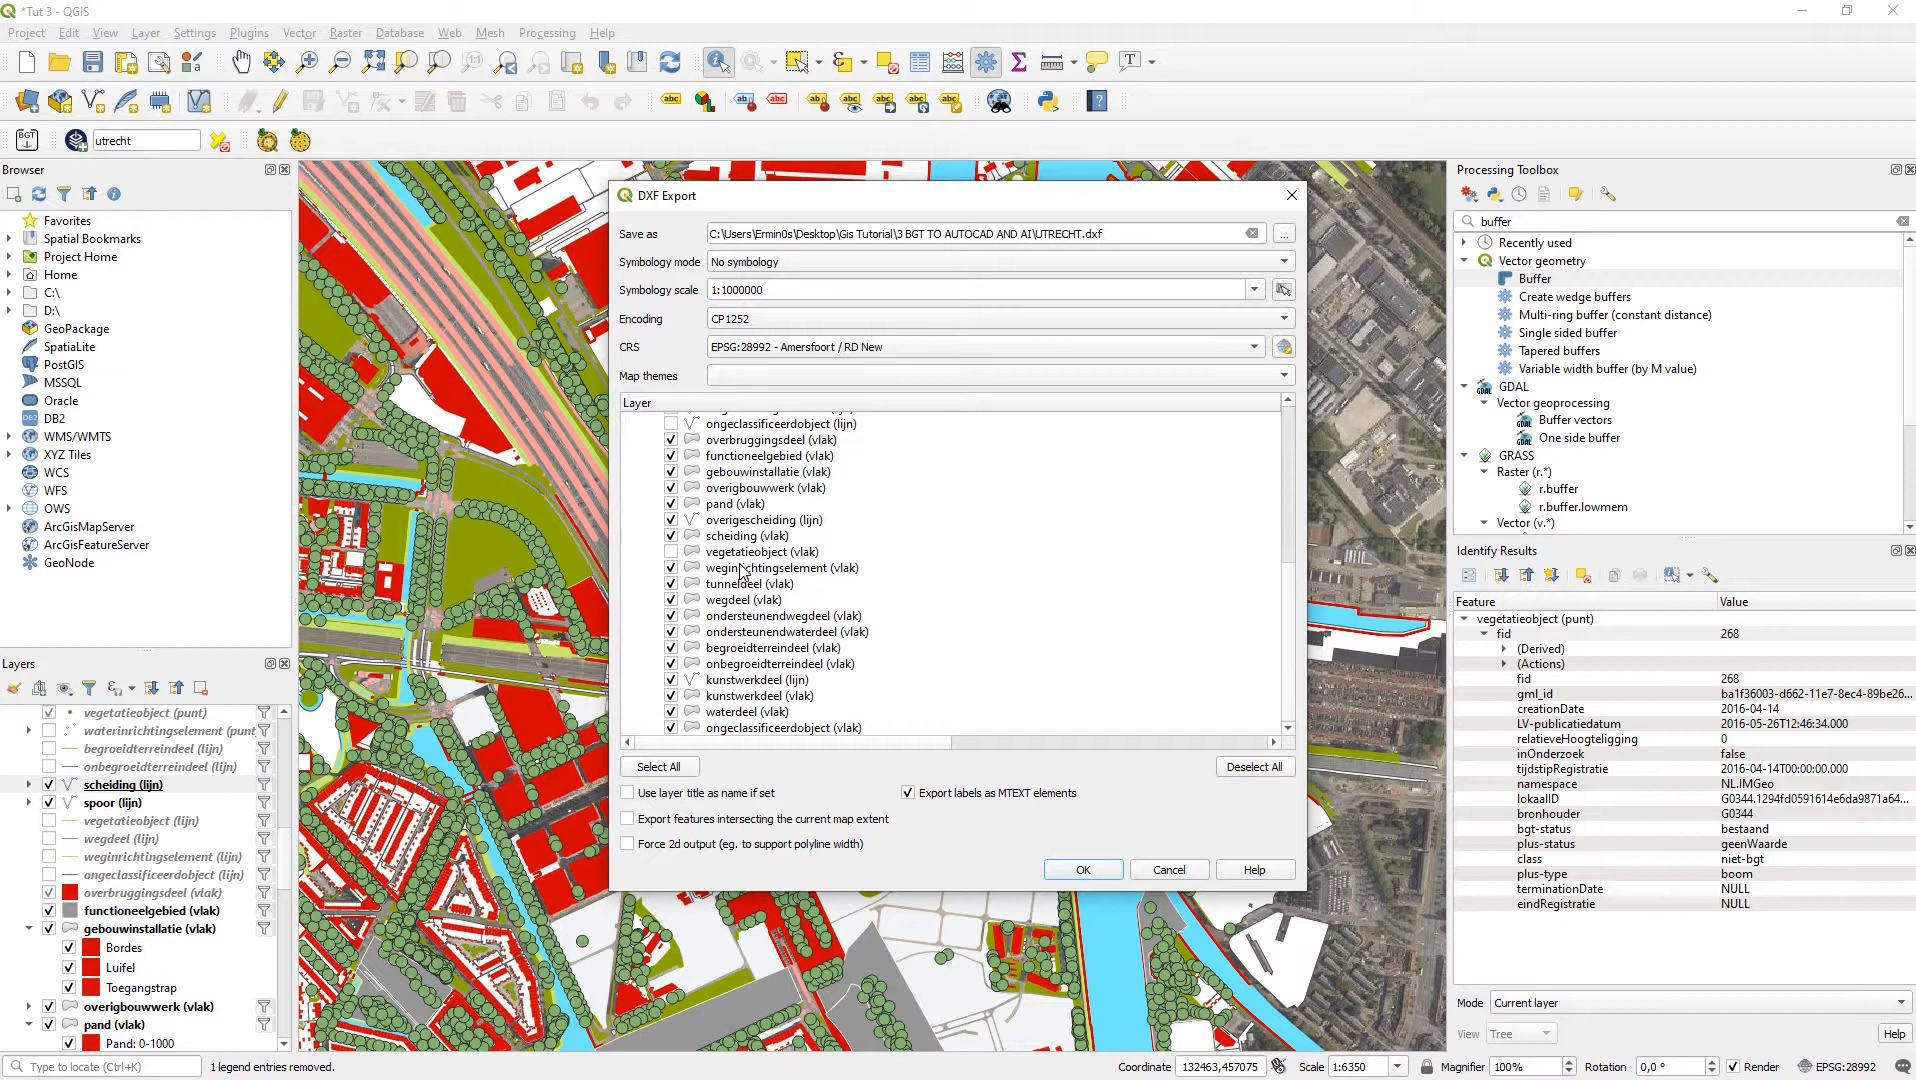 *Tut 3 - QGIS
Project Edit View Layer Settings Plugins Vector Raster Database Web Mesh Processing Help
utrecht
Browser
Favorites
Spatial Bookmarks
Project Home
Home
C:\
D:\
GeoPackage
SpatiaLite
PostGIS
MSSQL
Oracle
DB2
WMS/WMTS
XYZ Tiles
WCS
WFS
OWS
ArcGisMapServer
ArcGisFeatureServer
GeoNode
Layers
vegetatieobject (punt)
waterinrichtingselement (punt
begroeidterreindeel (lijn)
onbegroeidterreindeel (lijn)
scheiding (lijn)
spoor (lijn)
vegetatieobject (lijn)
wegdeel (lijn)
weginrichtingselement (lijn)
ongeclassificeerdobject (lijn)
overbruggingsdeel (vlak)
functioneelgebied (vlak)
gebouwinstallatie (vlak)
Bordes
Luifel
Toegangstrap
overigbouwwerk (vlak)
pand (vlak)
Pand: 0-1000
DXF Export
Save as C:\Users\Ermin0s\Desktop\Gis Tutorial\3 BGT TO AUTOCAD AND AI\UTRECHT.dxf ...
Symbology mode No symbology
Symbology scale 1:1000000
Encoding CP1252
CRS EPSG:28992 - Amersfoort / RD New
Map themes
Layer
ongeclassificeerdobject (lijn)
overbruggingsdeel (vlak)
functioneelgebied (vlak)
gebouwinstallatie (vlak)
overigbouwwerk (vlak)
pand (vlak)
overigescheiding (lijn)
scheiding (vlak)
vegetatieobject (vlak)
weginrichtingselement (vlak)
tunneldeel (vlak)
wegdeel (vlak)
ondersteunendwegdeel (vlak)
ondersteunendwaterdeel (vlak)
begroeidterreindeel (vlak)
onbegroeidterreindeel (vlak)
kunstwerkdeel (lijn)
kunstwerkdeel (vlak)
waterdeel (vlak)
ongeclassificeerdobject (vlak)
Select All Deselect All
Use layer title as name if set Export labels as MTEXT elements
Export features intersecting the current map extent
Force 2d output (eg. to support polyline width)
OK Cancel Help
Processing Toolbox
buffer
Recently used
Vector geometry
Buffer
Create wedge buffers
Multi-ring buffer (constant distance)
Single sided buffer
Tapered buffers
Variable width buffer (by M value)
GDAL
Vector geoprocessing
Buffer vectors
One side buffer
GRASS
Raster (r.*)
r.buffer
r.buffer.lowmem
Vector (v.*)
Identify Results
Feature Value
vegetatieobject (punt)
fid 268
(Derived)
(Actions)
fid 268
gml_id ba1f36003-d662-11e7-8ec4-89be26...
creationDate 2016-04-14
LV-publicatiedatum 2016-05-26T12:46:34.000
relatieveHoogteligging 0
inOnderzoek false
tijdstipRegistratie 2016-04-14T00:00:00.000
namespace NL.IMGeo
lokaalID G0344.1294fd0591614e6da9871a64...
bronhouder G0344
bgt-status bestaand
plus-status geenWaarde
class niet-bgt
plus-type boom
terminationDate NULL
eindRegistratie NULL
Mode Current layer
View Tree Help
Type to locate (Ctrl+K) 1 legend entries removed. Coordinate 132463,457075 Scale 1:6350 Magnifier 100% Rotation 0,0 ° Render EPSG:28992